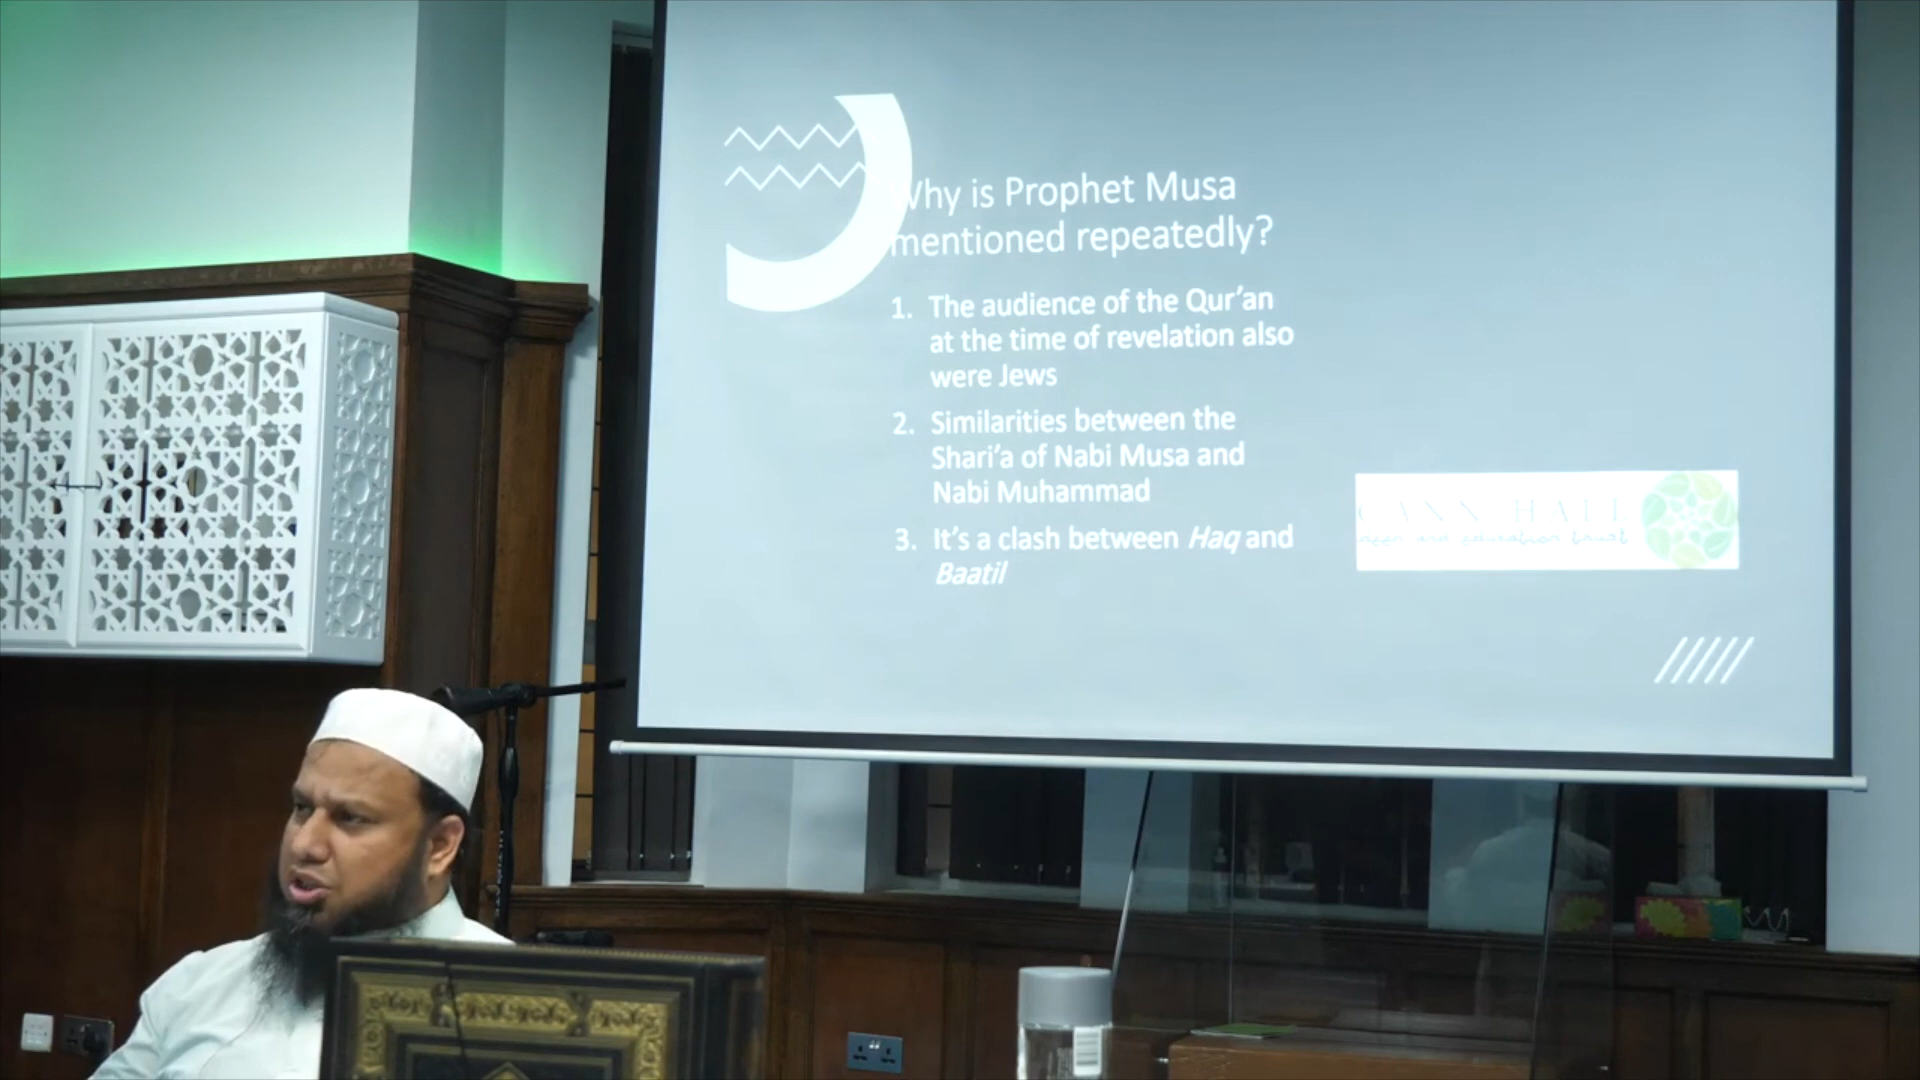 Why is Prophet Musa
mentioned repeatedly?
1. The audience of the Qur’an
at the time of revelation also
were Jews
2. Similarities between the
Shari’a of Nabi Musa and
Nabi Muhammad
3. It’s a clash between Haq and
Baatil
CANN HALL